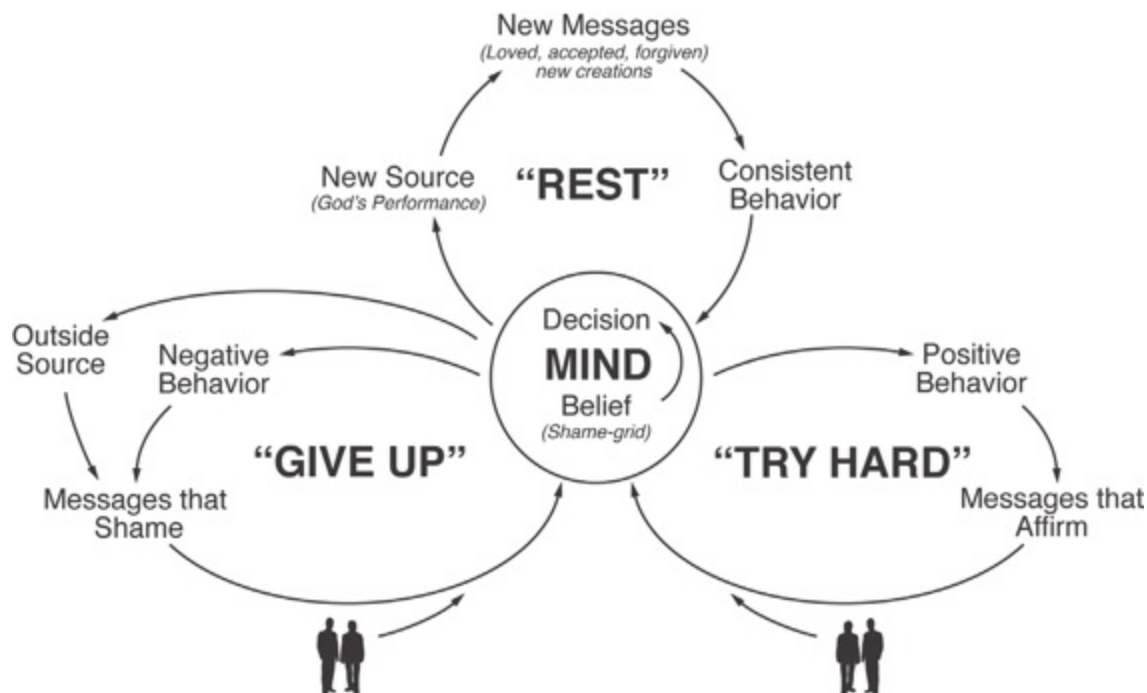 New Messages
(Loved, accepted, forgiven)
new creations
New Source
(God's Performance)
“REST”
Consistent
Behavior
Outside
Source
Negative
Behavior
Decision
MIND
Belief
(Shame-grid)
Positive
Behavior
“GIVE UP”
“TRY HARD”
Messages that
Shame
Messages that
Affirm